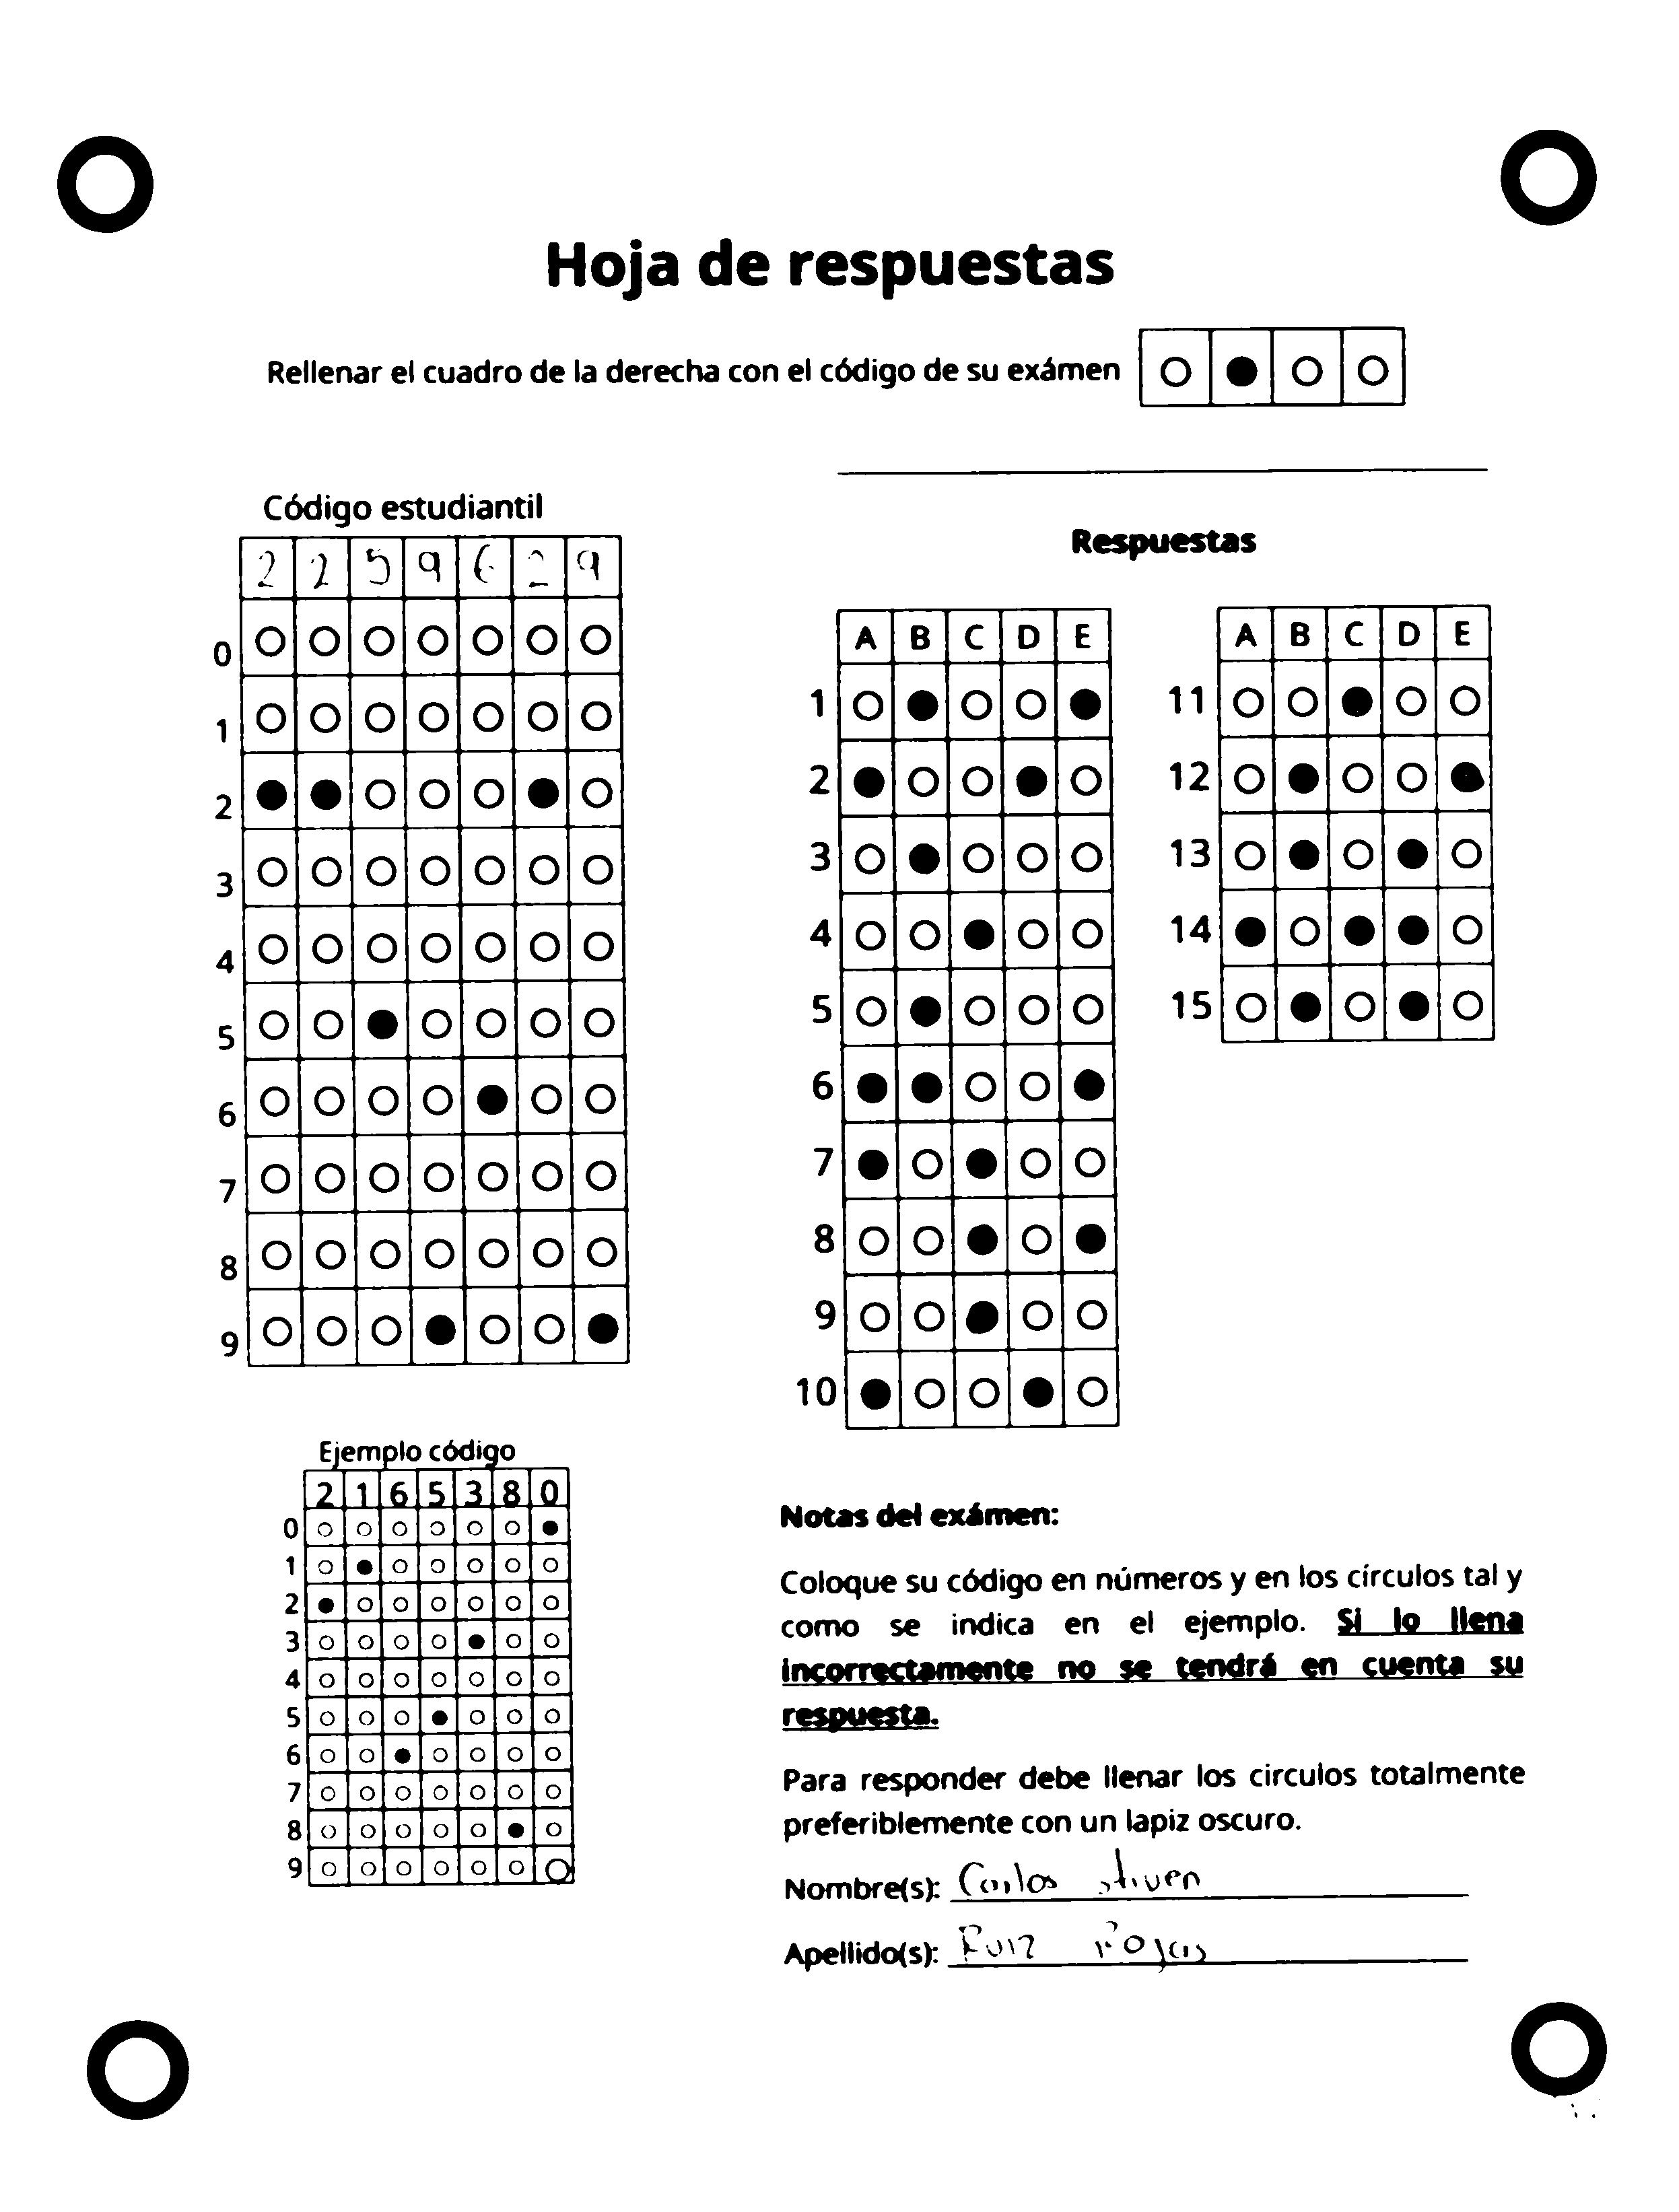 Hoja de respuestas
Rellenar el cuadro de la derecha con el código de su exámen
Código estudiantil
2 2 5 9 6 2 9
0
1
2
3
4
5
6
7
8
9
Respuestas
A B C D E
1
2
3
4
5
6
7
8
9
10
A B C D E
11
12
13
14
15
Ejemplo código
2 1 6 5 3 8 0
0
1
2
3
4
5
6
7
8
9
Notas del exámen:
Coloque su código en números y en los círculos tal y
como se indica en el ejemplo. Si lo llena
incorrectamente no se tendrá en cuenta su
respuesta.
Para responder debe llenar los circulos totalmente
preferiblemente con un lapiz oscuro.
Nombre(s): Carlos stiven
Apellido(s): Ruiz Rojas